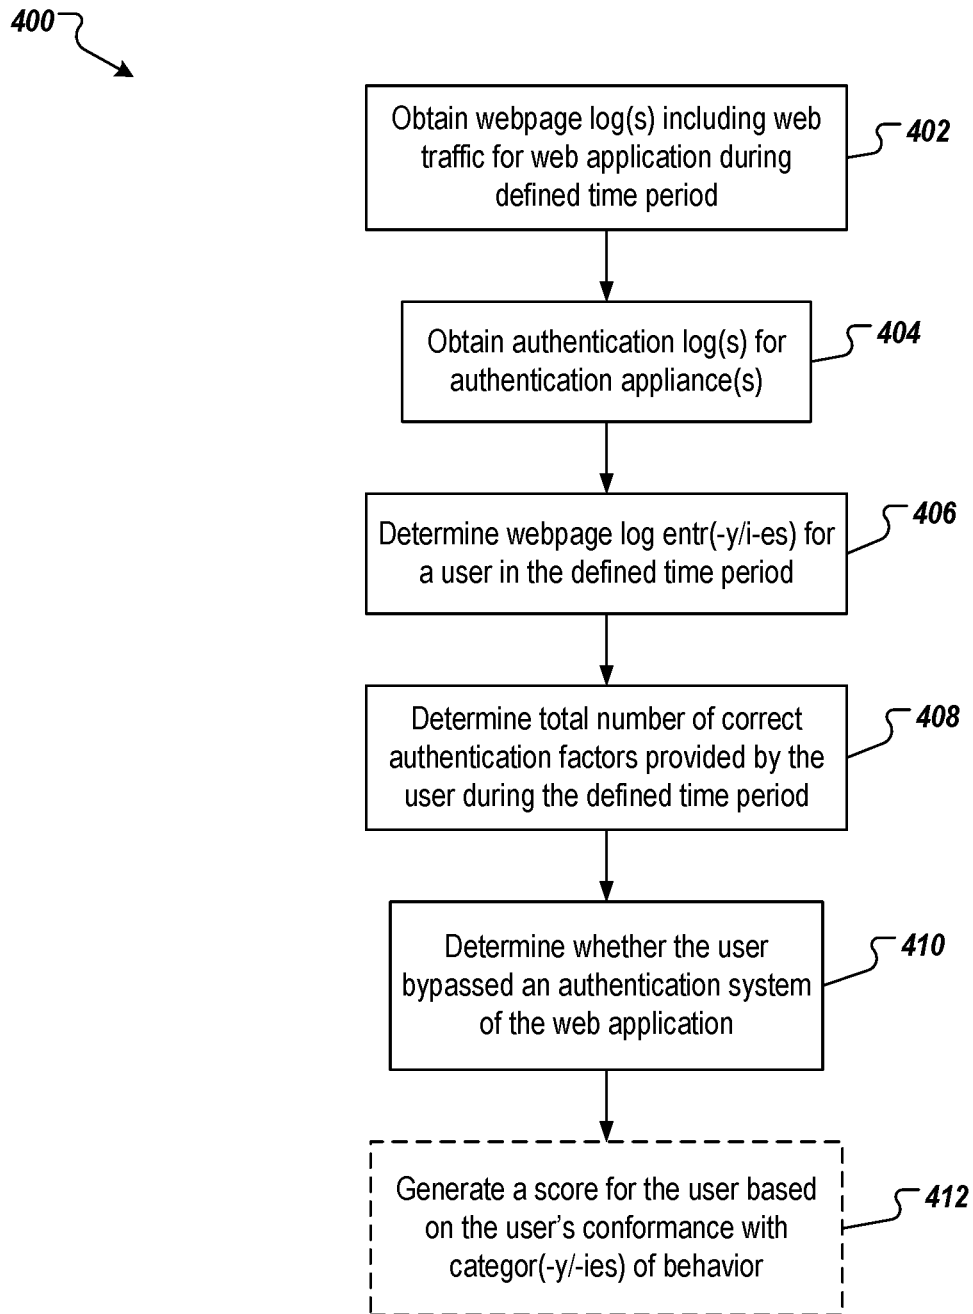 400
Obtain webpage log(s) including web
traffic for web application during
defined time period
402
Obtain authentication log(s) for
authentication appliance(s)
404
Determine webpage log entr(-y/i-es) for
a user in the defined time period
406
Determine total number of correct
authentication factors provided by the
user during the defined time period
408
Determine whether the user
bypassed an authentication system
of the web application
410
Generate a score for the user based
on the user’s conformance with
categor(-y/-ies) of behavior
412